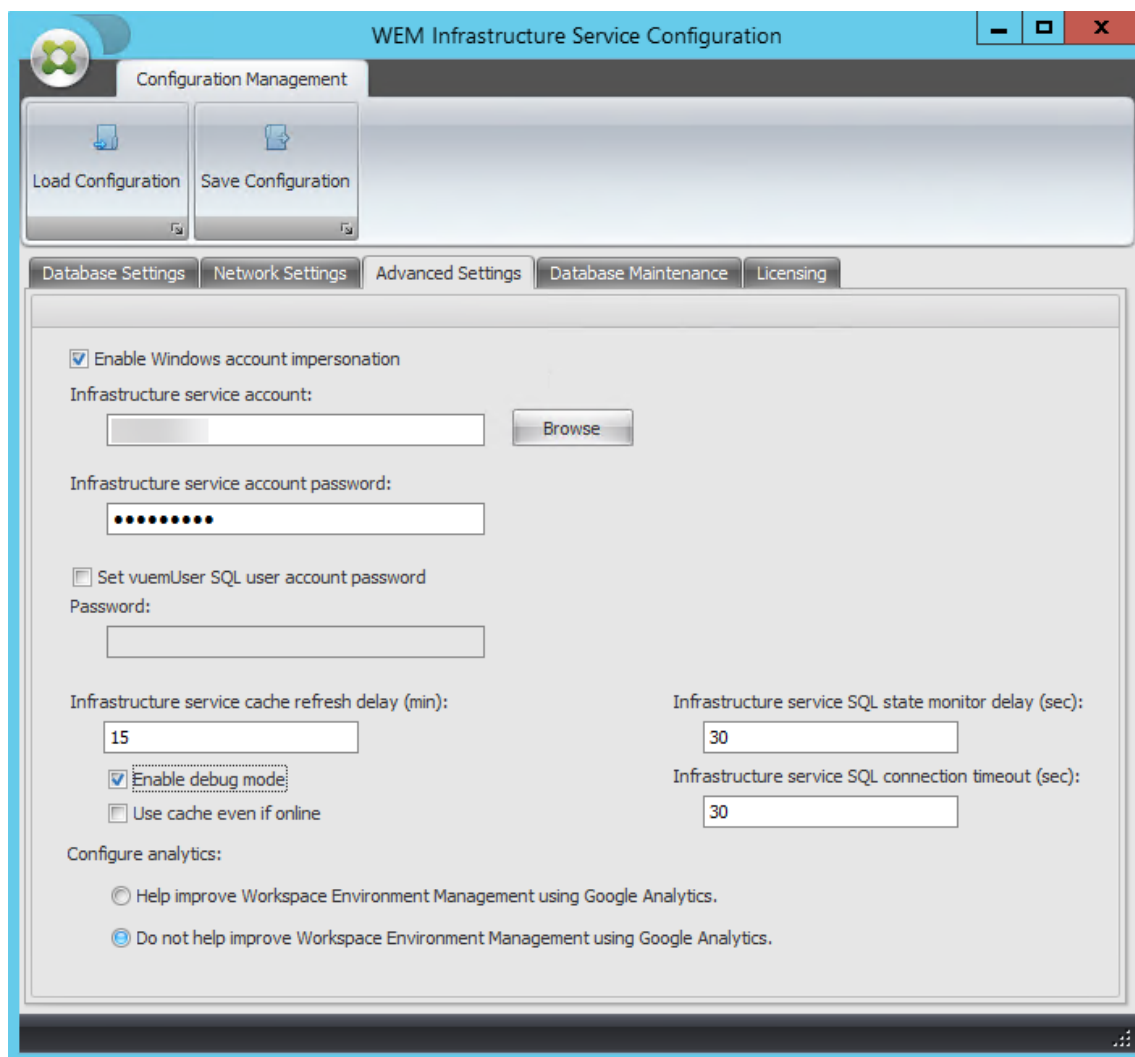 WEM Infrastructure Service Configuration
Configuration Management
Load Configuration
Save Configuration
Database Settings
Network Settings
Advanced Settings
Database Maintenance
Licensing
Enable Windows account impersonation
Infrastructure service account:
Browse
Infrastructure service account password:
•••••••••
Set vuemUser SQL user account password
Password:
Infrastructure service cache refresh delay (min):
15
Infrastructure service SQL state monitor delay (sec):
30
Enable debug mode
Infrastructure service SQL connection timeout (sec):
Use cache even if online
30
Configure analytics:
Help improve Workspace Environment Management using Google Analytics.
Do not help improve Workspace Environment Management using Google Analytics.